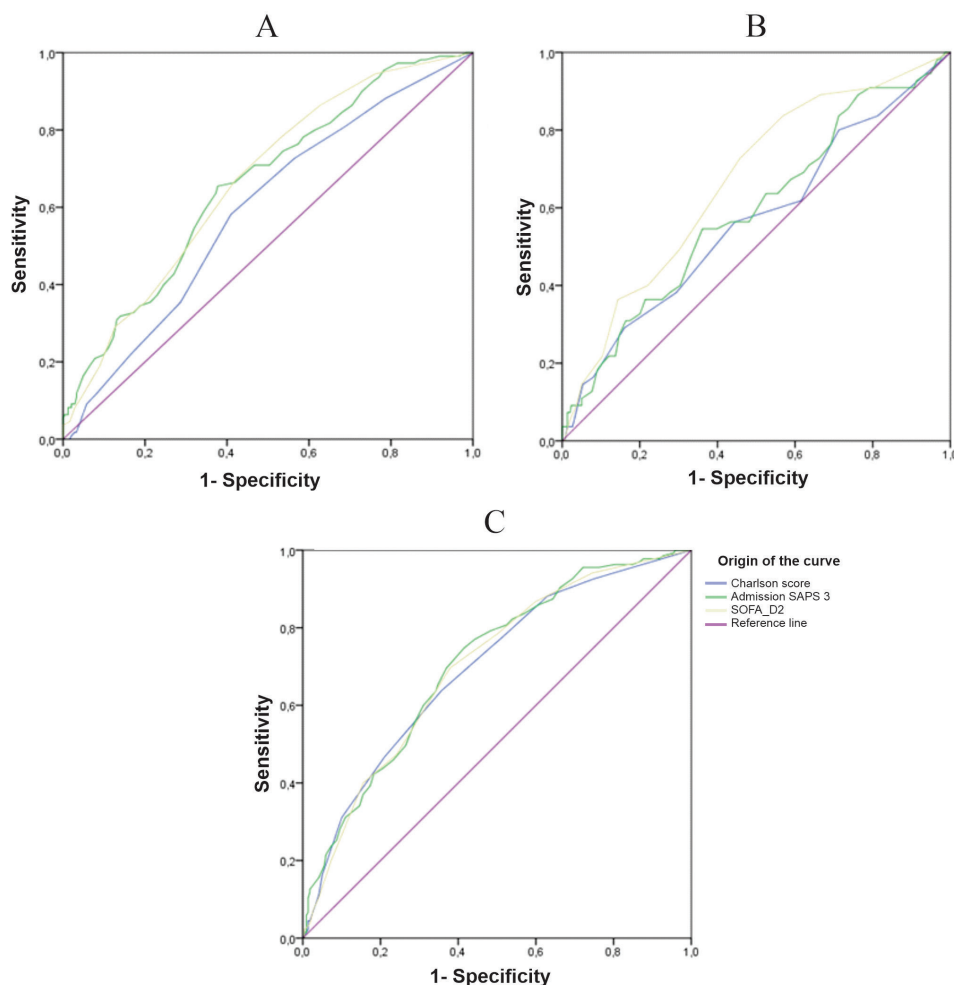 A
1,0
0,8
0,6
0,4
0,2
0,0
Sensitivity
0,0 0,2 0,4 0,6 0,8 1,0
1- Specificity
B
1,0
0,8
0,6
0,4
0,2
0,0
Sensitivity
0,0 0,2 0,4 0,6 0,8 1,0
1- Specificity
C
1,0
0,8
0,6
0,4
0,2
0,0
Sensitivity
0,0 0,2 0,4 0,6 0,8 1,0
1- Specificity
Origin of the curve
Charlson score
Admission SAPS 3
SOFA_D2
Reference line